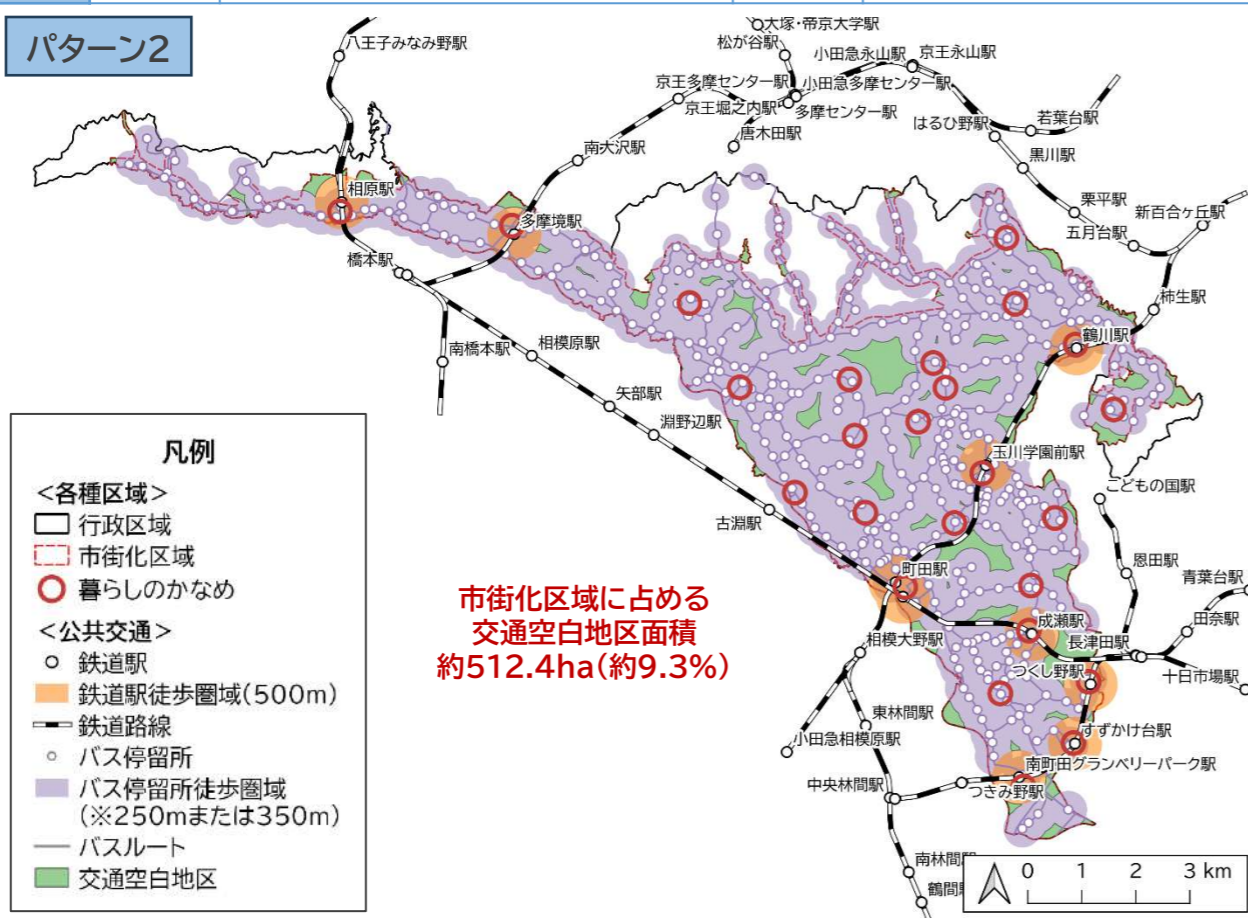 パターン2
大塚・帝京大学駅
松が谷駅
八王子みなみ野駅
小田急永山駅
京王永山駅
京王多摩センター駅
小田急多摩センター駅
京王堀之内駅
多摩センター駅
若葉台駅
はるひ野駅
唐木田駅
南大沢駅
黒川駅
相原駅
栗平駅
新百合ヶ丘駅
多摩境駅
五月台駅
橋本駅
柿生駅
鶴川駅
南橋本駅
相模原駅
矢部駅
淵野辺駅
玉川学園前駅
こどもの国駅
古淵駅
恩田駅
町田駅
青葉台駅
成瀬駅
田奈駅
相模大野駅
長津田駅
つくし野駅
十日市場駅
東林間駅
すずかけ台駅
小田急相模原駅
南町田グランベリーパーク駅
中央林間駅
つきみ野駅
南林間駅
鶴間駅
凡例
<各種区域>
行政区域
市街化区域
暮らしのかなめ
<公共交通>
鉄道駅
鉄道駅徒歩圏域(500m)
鉄道路線
バス停留所
バス停留所徒歩圏域
(※250mまたは350m)
バスルート
交通空白地区
市街化区域に占める
交通空白地区面積
約512.4ha(約9.3%)
0 1 2 3 km